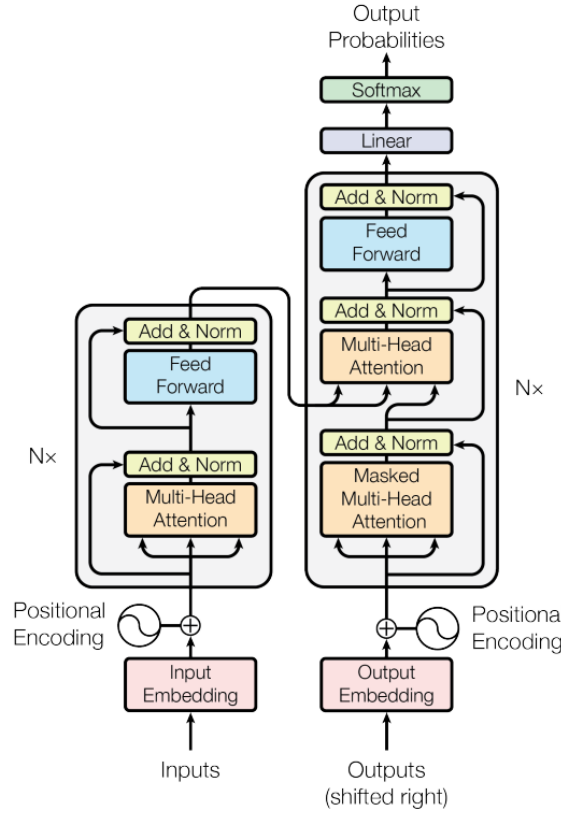 Output
Probabilities
Softmax
Linear
Add & Norm
Feed
Forward
Add & Norm
Multi-Head
Attention
Add & Norm
Masked
Multi-Head
Attention
Nx
Add & Norm
Feed
Forward
Add & Norm
Multi-Head
Attention
Nx
Positional
Encoding
Positiona
Encoding
Input
Embedding
Output
Embedding
Inputs
Outputs
(shifted right)